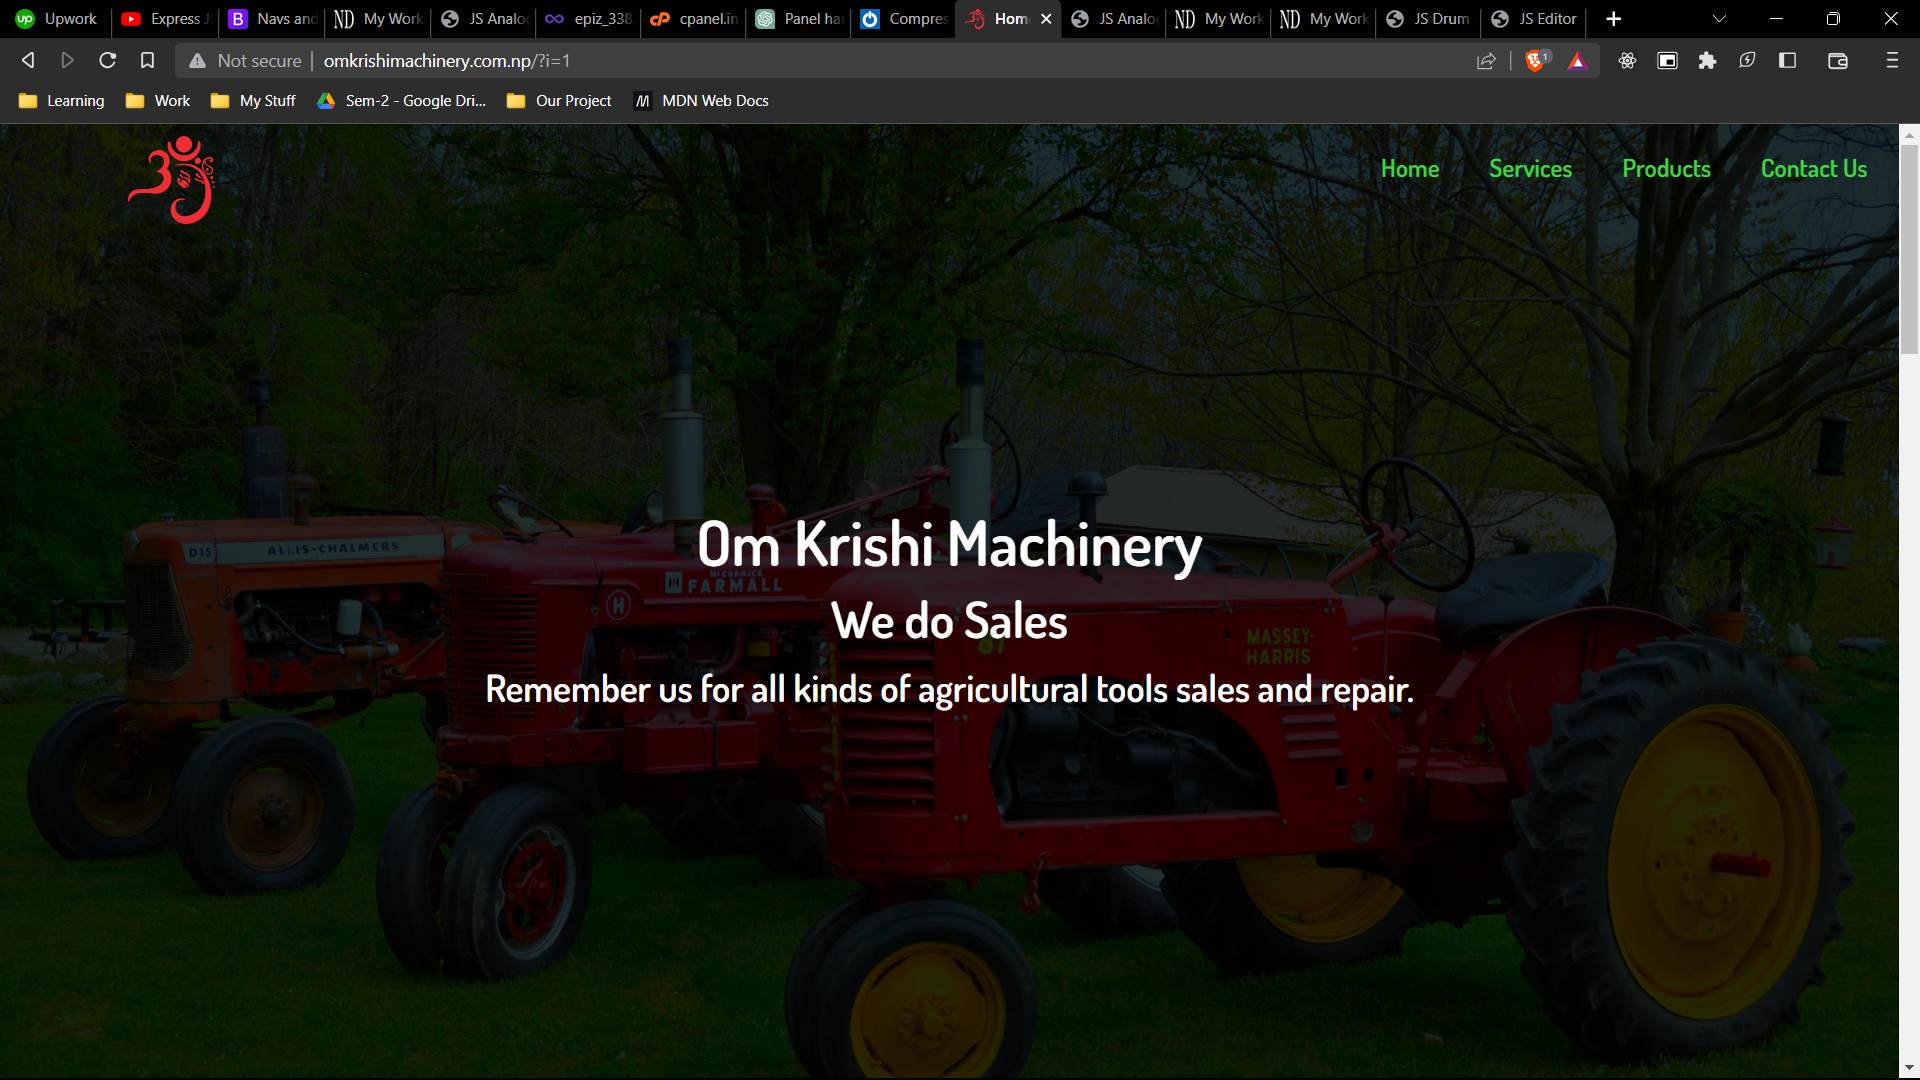 Upwork
Express J
Navs and
My Work
JS Analo
epiz_338
cpanel.in
Panel ha
Compres
Hom
JS Analo
My Work
My Work
JS Drum
JS Editor
Not secure
omkrishimachinery.com.np/?i=1
1
Learning
Work
My Stuff
Sem-2 - Google Dri...
Our Project
MDN Web Docs
Home
Services
Products
Contact Us
D15
ALLIS-CHALMERS
McCORMICK
FARMALL
H
MASSEY-
HARRIS
Om Krishi Machinery
We do Sales
Remember us for all kinds of agricultural tools sales and repair.